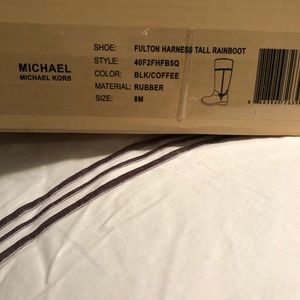 MICHAEL
MICHAEL KORS
SHOE: FULTON HARNESS TALL RAINBOOT
STYLE: 40F2FHFB5Q
COLOR: BLK/COFFEE
MATERIAL: RUBBER
SIZE: 8M